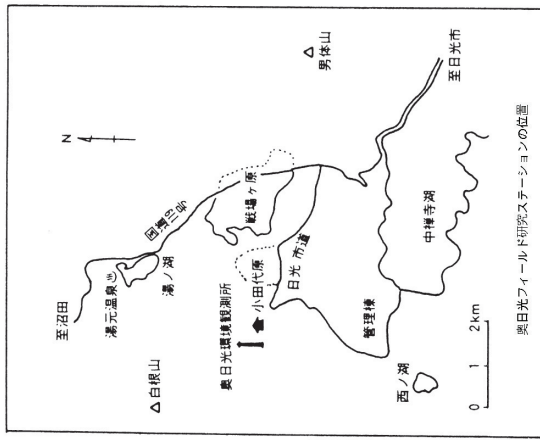 至沼田
N
湯元温泉♨
国道120号
湯ノ湖
△白根山
戦場ヶ原
△男体山
奥日光環境観測所
小田代原
日光市道
管理棟
中禅寺湖
至日光市
西ノ湖
0 1 2km
奥日光フィールド研究ステーションの位置